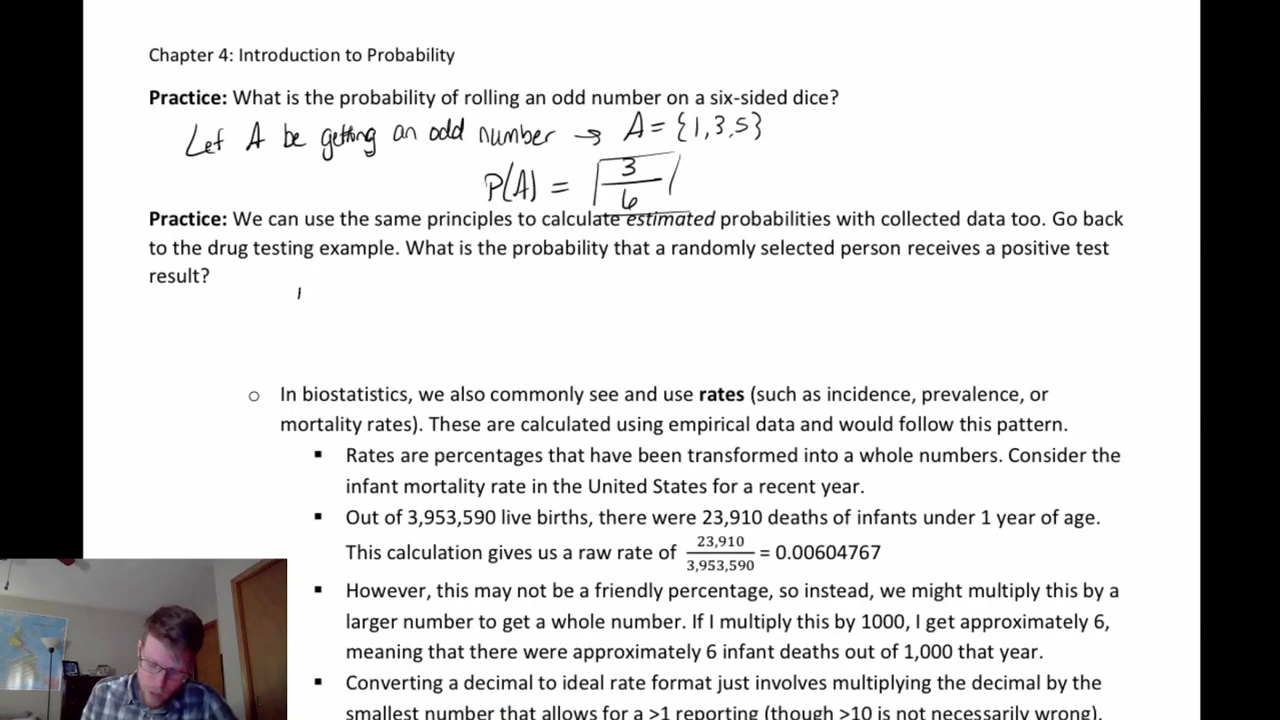 Chapter 4: Introduction to Probability
Practice: What is the probability of rolling an odd number on a six-sided dice?
Let A be getting an odd number → A = {1,3,5}
P(A) = 3/6
Practice: We can use the same principles to calculate estimated probabilities with collected data too. Go back
to the drug testing example. What is the probability that a randomly selected person receives a positive test
result?
o In biostatistics, we also commonly see and use rates (such as incidence, prevalence, or
mortality rates). These are calculated using empirical data and would follow this pattern.
▪ Rates are percentages that have been transformed into a whole numbers. Consider the
infant mortality rate in the United States for a recent year.
▪ Out of 3,953,590 live births, there were 23,910 deaths of infants under 1 year of age.
This calculation gives us a raw rate of 23,910/3,953,590 = 0.00604767
▪ However, this may not be a friendly percentage, so instead, we might multiply this by a
larger number to get a whole number. If I multiply this by 1000, I get approximately 6,
meaning that there were approximately 6 infant deaths out of 1,000 that year.
▪ Converting a decimal to ideal rate format just involves multiplying the decimal by the
smallest number that allows for a >1 reporting (though >10 is not necessarily wrong).